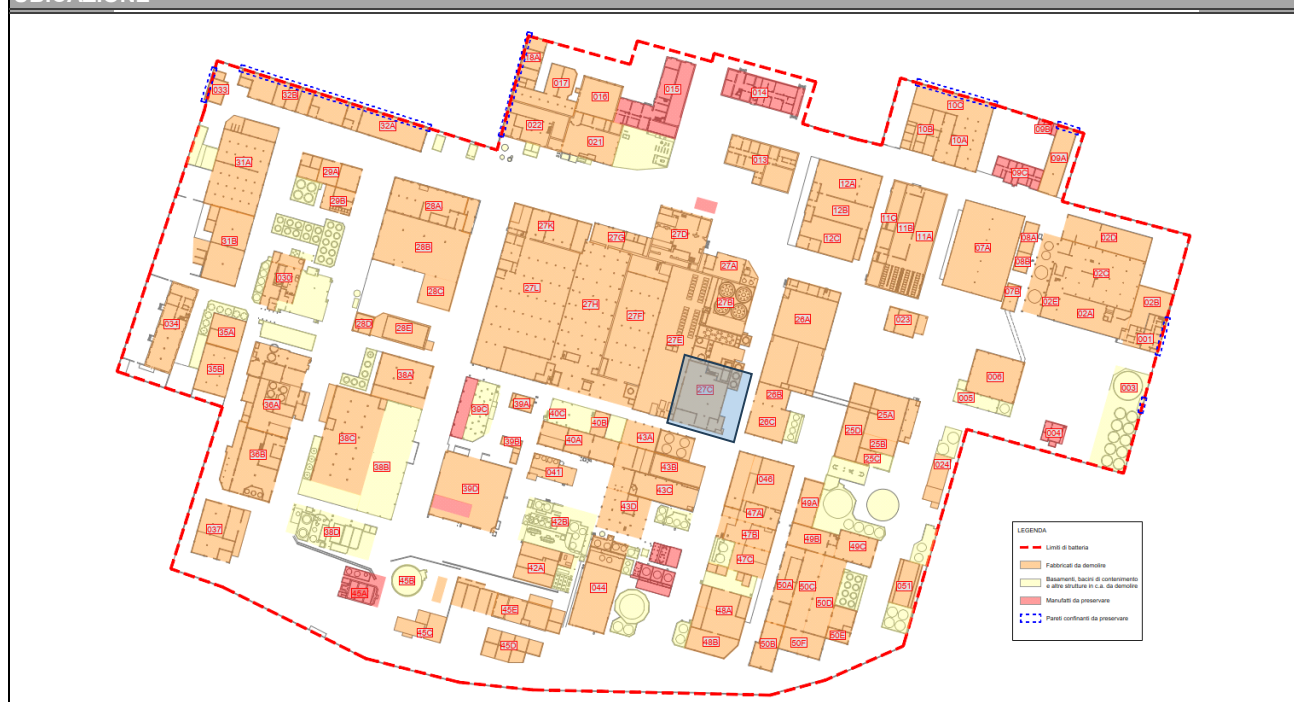 UBICAZIONE
18A
033
32B
017
016
015
014
10C
32A
022
021
10B
10A
09B
09A
31A
013
09C
29A
12A
29B
28A
12B
11C
11B
11A
27K
27G
27D
12C
07A
08A
02D
31B
28B
27A
08B
02C
030
27L
27H
27F
27B
07B
02E
02B
28C
26A
02A
034
28D
28E
023
001
35A
27E
35B
38A
27C
006
003
36A
39C
39A
40C
40B
26B
26C
005
25A
38C
43A
25D
25B
004
36B
38B
39B
40A
25C
024
041
43B
046
39D
43C
49A
037
42B
43D
47A
38D
47B
49B
49C
42A
47C
45A
45B
044
50A
50C
051
45E
48A
50D
45C
45D
48B
50B
50F
50E
LEGENDA
Limiti di batteria
Fabbricati da demolire
Basamenti, bacini di contenimento
e altre strutture in c.a. da demolire
Manufatti da preservare
Pareti confinanti da preservare